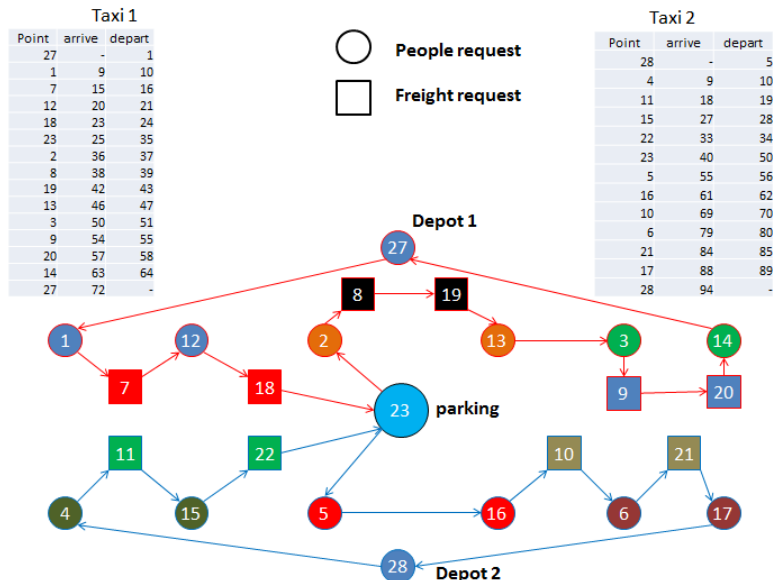 Taxi 1
Point arrive depart
27 - 1
1 9 10
7 15 16
12 20 21
18 23 24
23 25 35
2 36 37
8 38 39
19 42 43
13 46 47
3 50 51
9 54 55
20 57 58
14 63 64
27 72 -
People request
Freight request
Taxi 2
Point arrive depart
28 - 5
4 9 10
11 18 19
15 27 28
22 33 34
23 40 50
5 55 56
16 61 62
10 69 70
6 79 80
21 84 85
17 88 89
28 94 -
Depot 1
27
8 19
1 12 2 13 3 14
7 18 9 20
23 parking
11 22 10 21
4 15 5 16 6 17
28
Depot 2